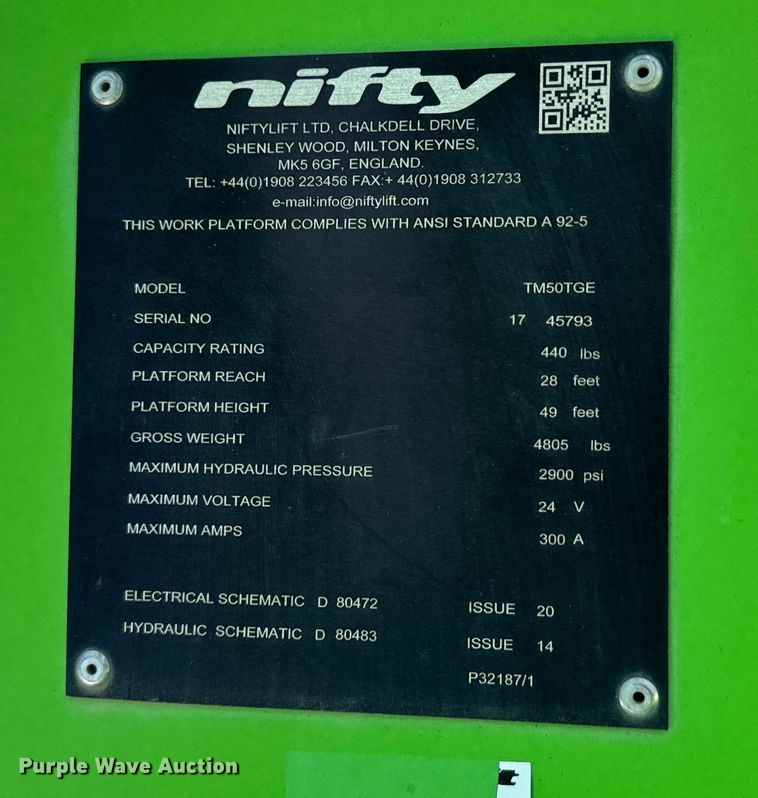 nifty
NIFTYLIFT LTD, CHALKDELL DRIVE,
SHENLEY WOOD, MILTON KEYNES,
MK5 6GF, ENGLAND.
TEL: +44(0)1908 223456 FAX:+ 44(0)1908 312733
e-mail:info@niftylift.com
THIS WORK PLATFORM COMPLIES WITH ANSI STANDARD A 92-5
MODEL TM50TGE
SERIAL NO 17 45793
CAPACITY RATING 440 lbs
PLATFORM REACH 28 feet
PLATFORM HEIGHT 49 feet
GROSS WEIGHT 4805 lbs
MAXIMUM HYDRAULIC PRESSURE 2900 psi
MAXIMUM VOLTAGE 24 V
MAXIMUM AMPS 300 A
ELECTRICAL SCHEMATIC D 80472 ISSUE 20
HYDRAULIC SCHEMATIC D 80483 ISSUE 14
P32187/1
Purple Wave Auction